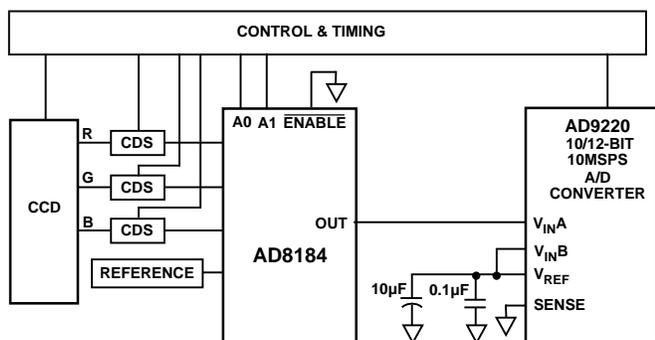 CONTROL & TIMING
R
CDS
G
CDS
B
CDS
CCD
REFERENCE
A0 A1 ENABLE
OUT
AD8184
AD9220
10/12-BIT
10MSPS
A/D
CONVERTER
VINA
VINB
VREF
SENSE
10µF
0.1µF